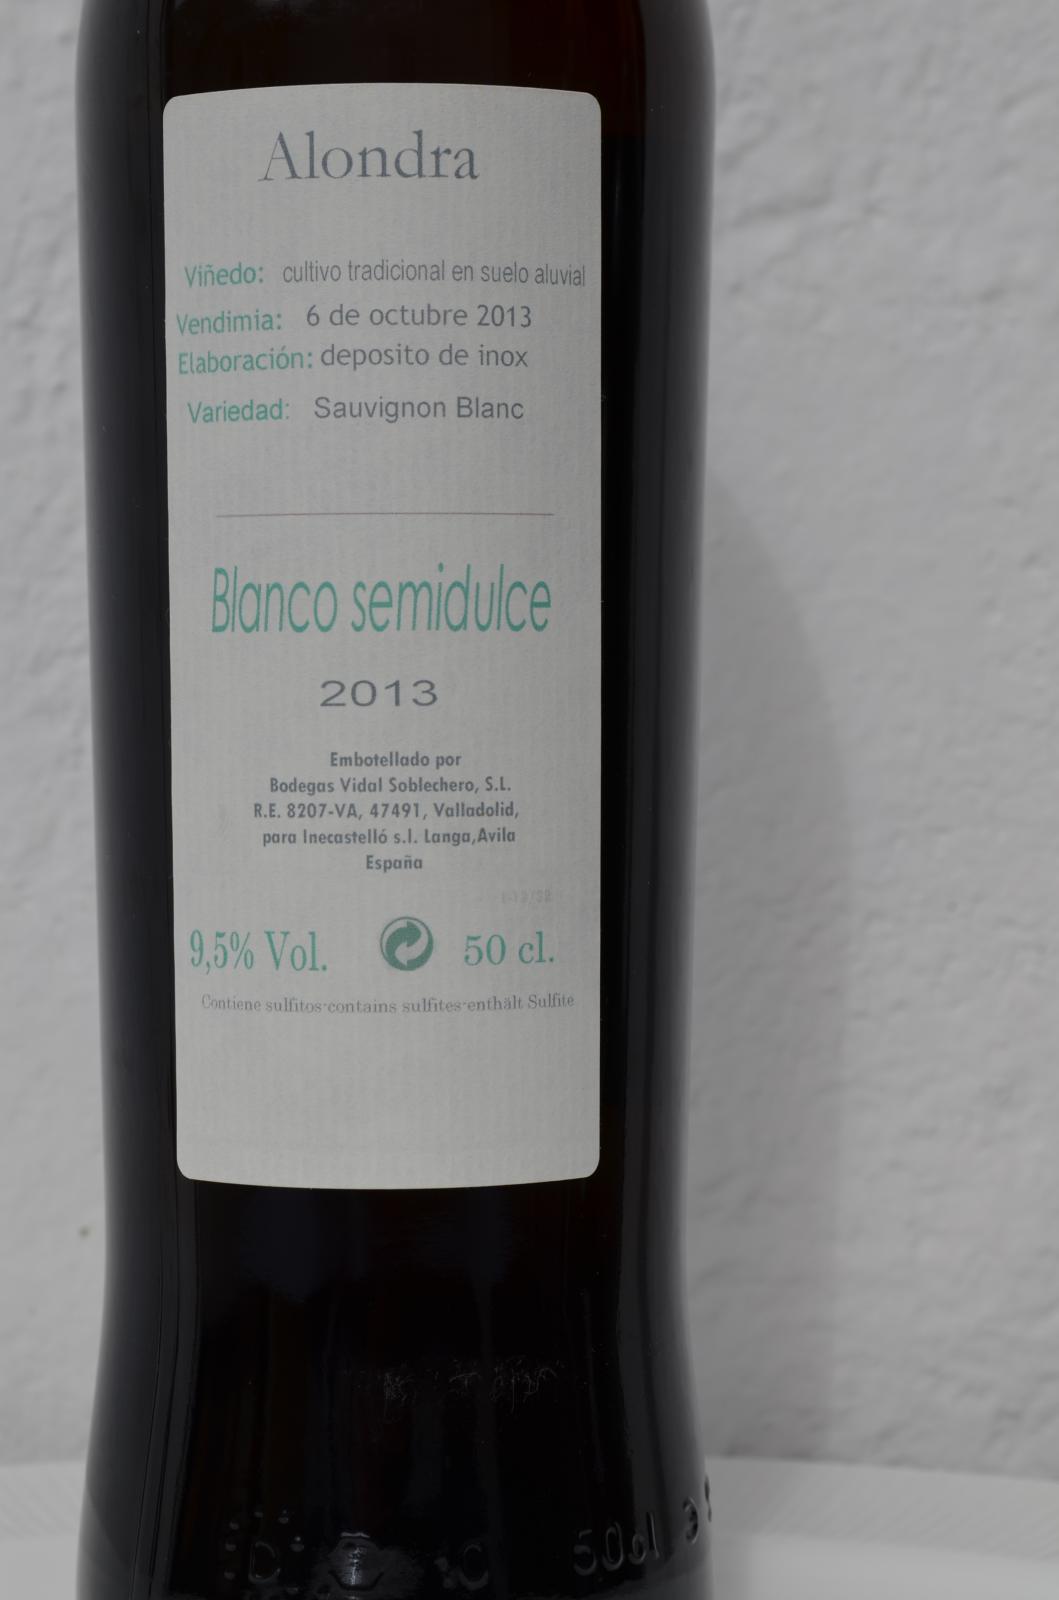 Alondra
Viñedo: cultivo tradicional en suelo aluvial
Vendimia: 6 de octubre 2013
Elaboración: deposito de inox
Variedad: Sauvignon Blanc
Blanco semidulce
2013
Embotellado por
Bodegas Vidal Soblechero, S.L.
R.E. 8207-VA, 47491, Valladolid,
para Inecastelló s.l. Langa,Avila
España
9,5% Vol. 50 cl.
Contiene sulfitos-contains sulfites-enthält Sulfite
50cl